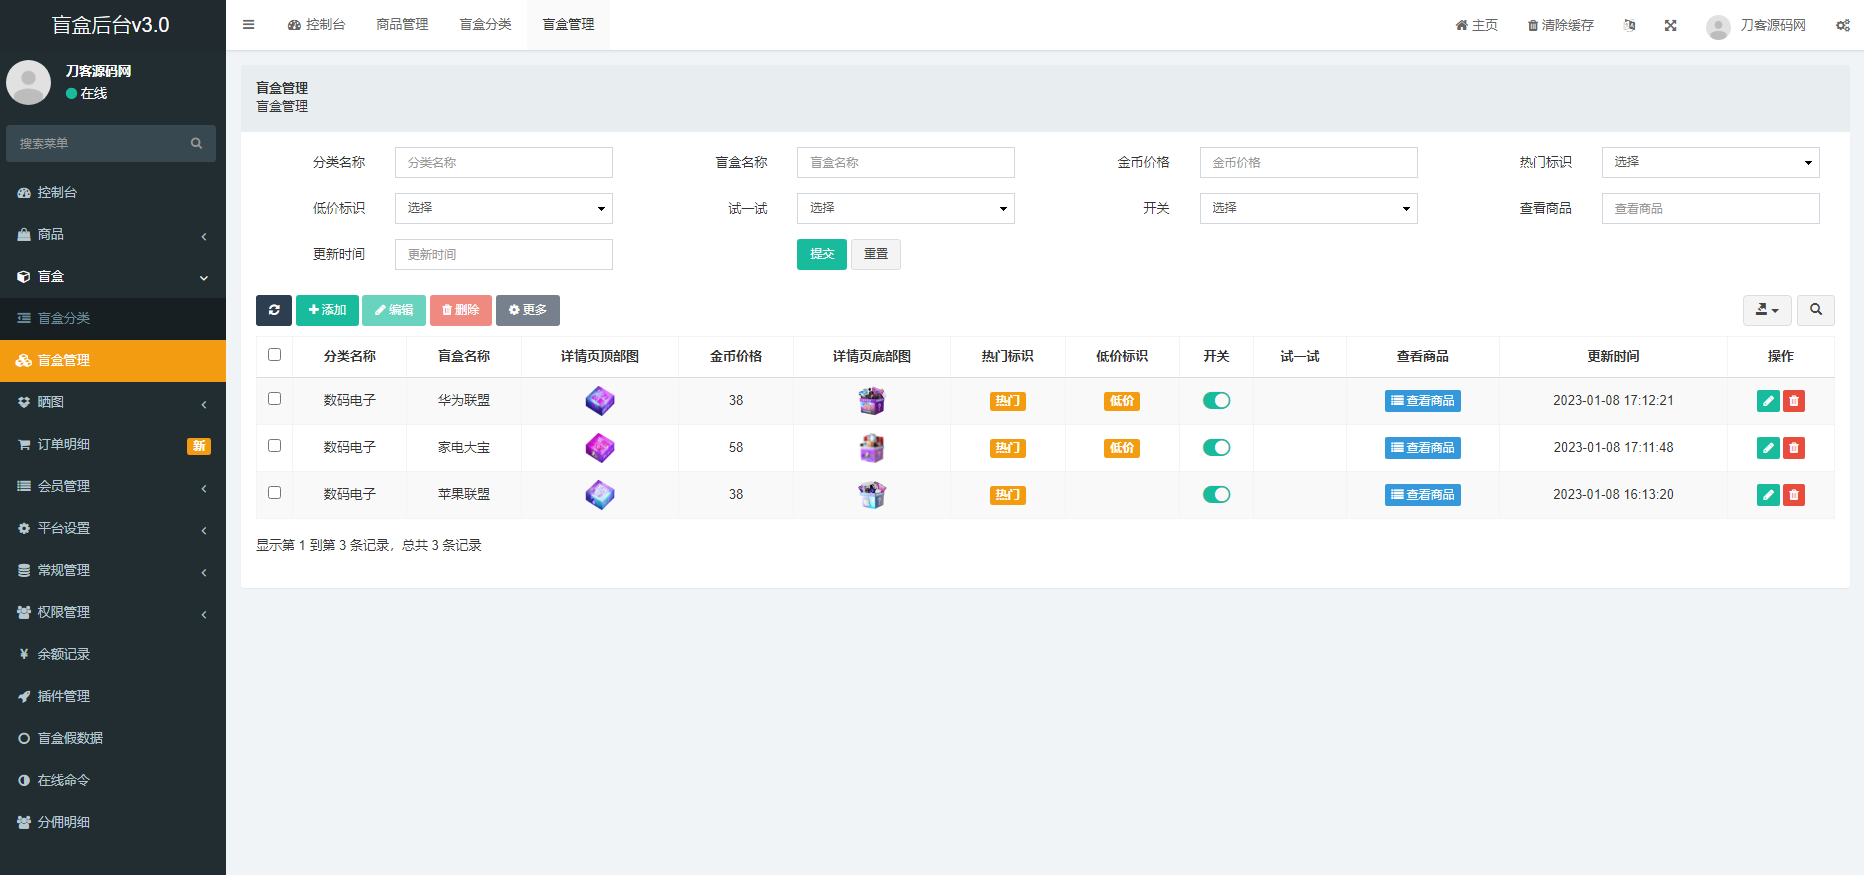 盲盒后台v3.0
控制台
商品管理
盲盒分类
盲盒管理
主页
清除缓存
刀客源码网
刀客源码网
在线
搜索菜单
控制台
商品
盲盒
盲盒分类
盲盒管理
晒图
订单明细
新
会员管理
平台设置
常规管理
权限管理
余额记录
插件管理
盲盒假数据
在线命令
分佣明细
盲盒管理
盲盒管理
分类名称 分类名称 盲盒名称 盲盒名称 金币价格 金币价格 热门标识 选择
低价标识 选择 试一试 选择 开关 选择 查看商品 查看商品
更新时间 更新时间 提交 重置
添加 编辑 删除 更多
分类名称 盲盒名称 详情页顶部图 金币价格 详情页底部图 热门标识 低价标识 开关 试一试 查看商品 更新时间 操作
数码电子 华为联盟 38 热门 低价 查看商品 2023-01-08 17:12:21
数码电子 家电大宝 58 热门 低价 查看商品 2023-01-08 17:11:48
数码电子 苹果联盟 38 热门 查看商品 2023-01-08 16:13:20
显示第 1 到第 3 条记录，总共 3 条记录